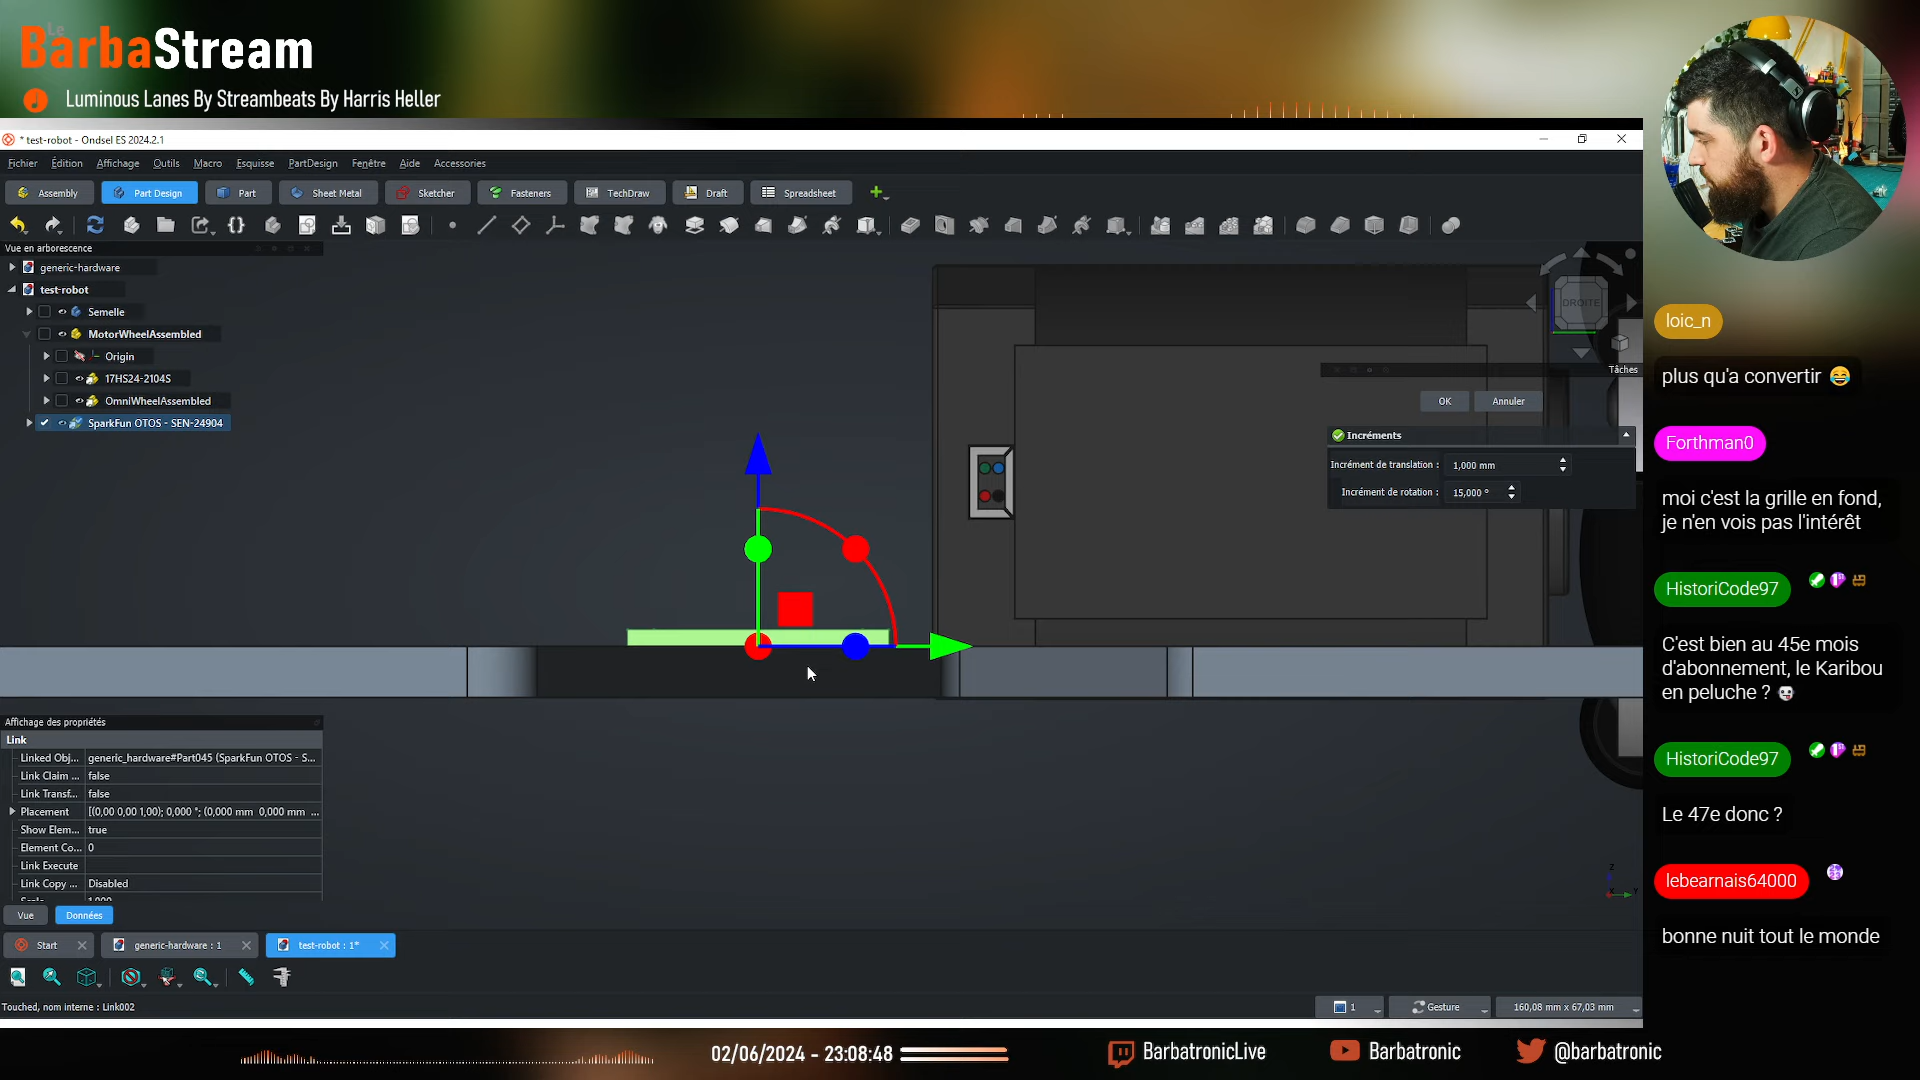 Le
BarbaStream
Luminous Lanes By Streambeats By Harris Heller
* test-robot - Ondsel ES 2024.2.1
Fichier Édition Affichage Outils Macro Esquisse PartDesign Fenêtre Aide Accessories
Assembly Part Design Part Sheet Metal Sketcher Fasteners TechDraw Draft Spreadsheet
Vue en arborescence
generic-hardware
test-robot
Semelle
MotorWheelAssembled
Origin
17HS24-2104S
OmniWheelAssembled
SparkFun OTOS - SEN-24904
DROITE
Tâches
OK Annuler
Incréments
Incrément de translation : 1,000 mm
Incrément de rotation : 15,000 °
Z
X Y
Affichage des propriétés
Link
Linked Obj... generic_hardware#Part045 (SparkFun OTOS - S...
Link Claim ... false
Link Transf... false
Placement [(0,00 0,00 1,00); 0,000 °; (0,000 mm 0,000 mm ...
Show Elem... true
Element Co... 0
Link Execute
Link Copy ... Disabled
Scale 1,000
Vue Données
Start generic-hardware : 1 test-robot : 1*
Touched, nom interne : Link002
1 Gesture 160,08 mm x 67,03 mm
loic_n
plus qu'a convertir
Forthman0
moi c'est la grille en fond,
je n'en vois pas l'intérêt
HistoriCode97
C'est bien au 45e mois
d'abonnement, le Karibou
en peluche ?
HistoriCode97
Le 47e donc ?
lebearnais64000
bonne nuit tout le monde
02/06/2024 - 23:08:48
BarbatronicLive Barbatronic @barbatronic